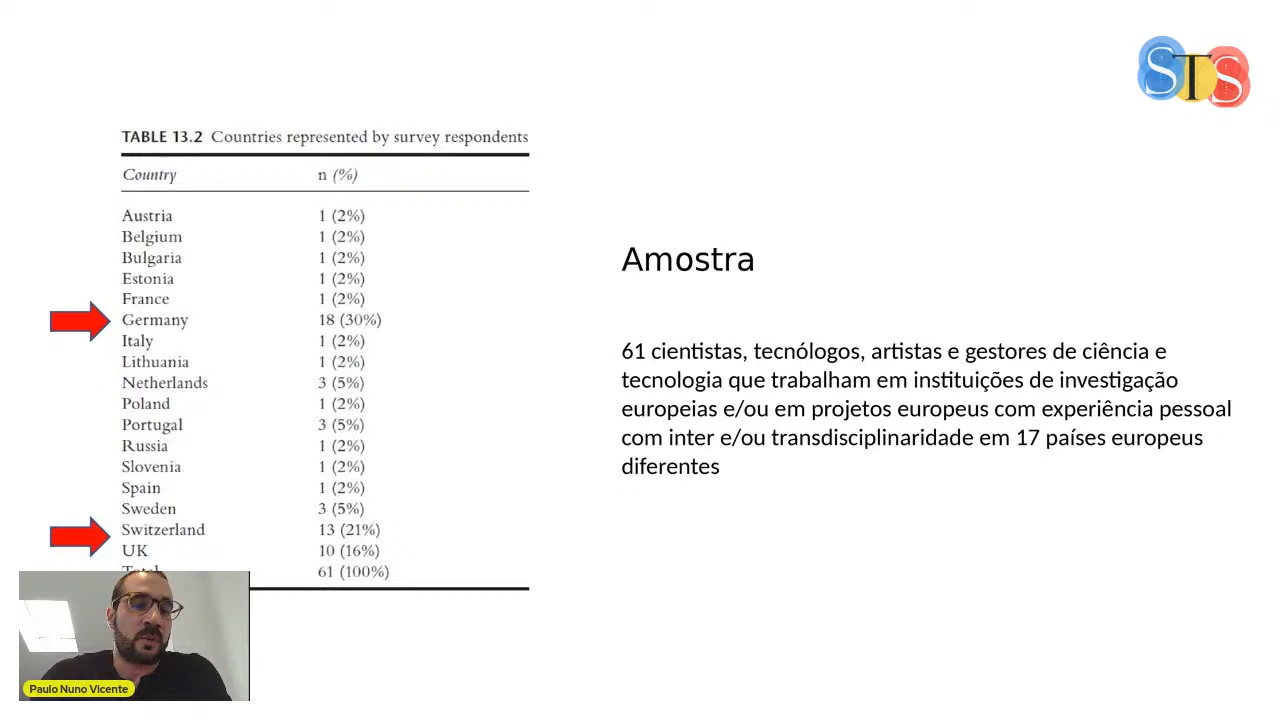 STS
TABLE 13.2 Countries represented by survey respondents
Country n (%)
Austria 1 (2%)
Belgium 1 (2%)
Bulgaria 1 (2%)
Estonia 1 (2%)
France 1 (2%)
Germany 18 (30%)
Italy 1 (2%)
Lithuania 1 (2%)
Netherlands 3 (5%)
Poland 1 (2%)
Portugal 3 (5%)
Russia 1 (2%)
Slovenia 1 (2%)
Spain 1 (2%)
Sweden 3 (5%)
Switzerland 13 (21%)
UK 10 (16%)
Total 61 (100%)
Amostra
61 cientistas, tecnólogos, artistas e gestores de ciência e
tecnologia que trabalham em instituições de investigação
europeias e/ou em projetos europeus com experiência pessoal
com inter e/ou transdisciplinaridade em 17 países europeus
diferentes
Paulo Nuno Vicente